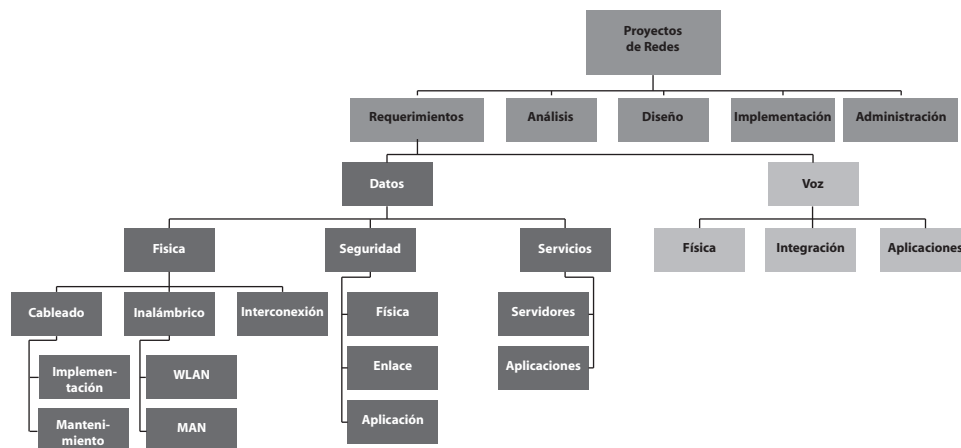 Proyectos
de Redes
Requerimientos
Análisis
Diseño
Implementación
Administración
Datos
Voz
Fisica
Seguridad
Servicios
Física
Integración
Aplicaciones
Cableado
Inalámbrico
Interconexión
Física
Servidores
Implemen-
tación
WLAN
Enlace
Aplicaciones
Manteni-
miento
MAN
Aplicación